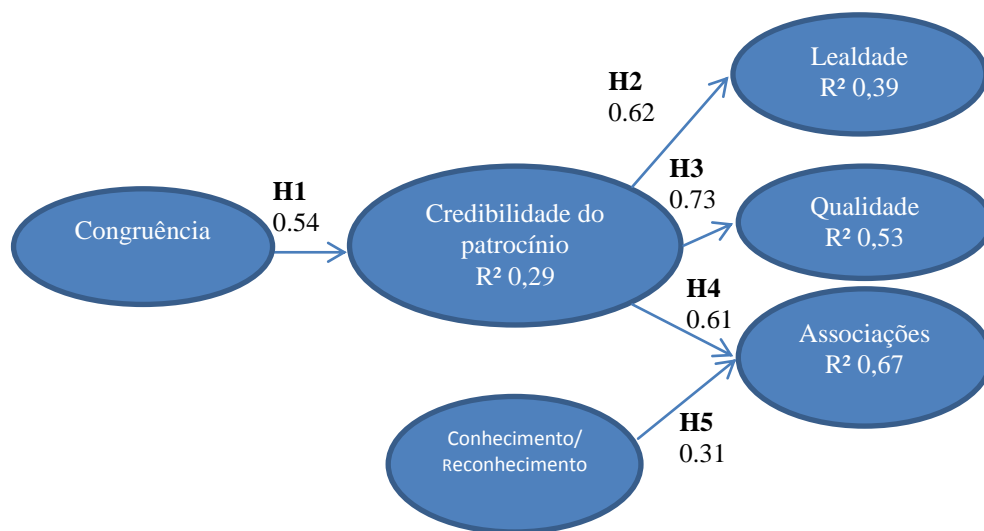 Lealdade
R² 0,39
H2
0.62
H3
0.73
Qualidade
R² 0,53
H1
0.54
Congruência
Credibilidade do
patrocínio
R² 0,29
H4
0.61
Associações
R² 0,67
H5
0.31
Conhecimento/
Reconhecimento